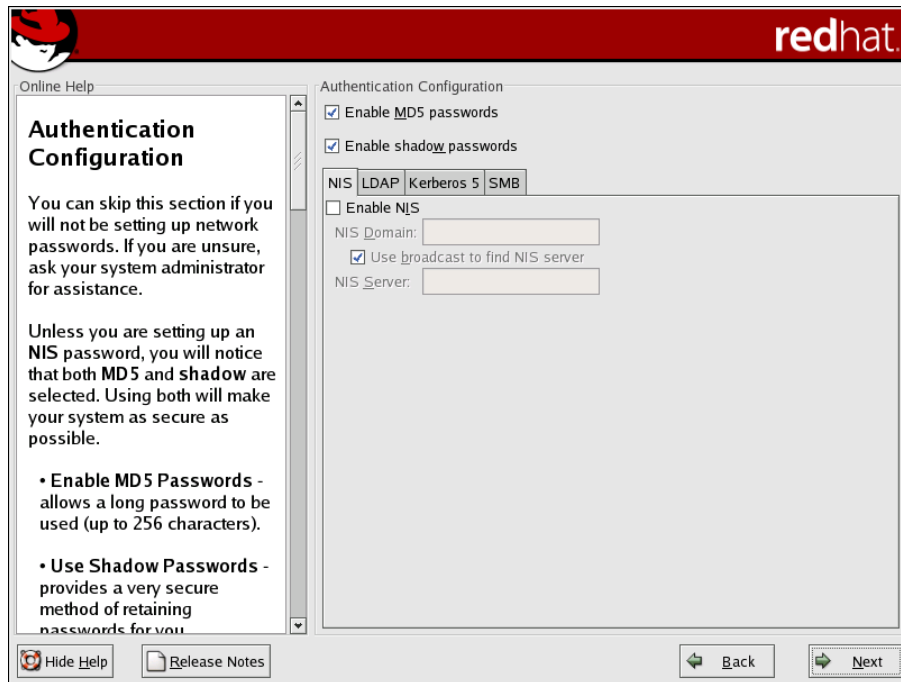 redhat.
Online Help
Authentication
Configuration
You can skip this section if you
will not be setting up network
passwords. If you are unsure,
ask your system administrator
for assistance.
Unless you are setting up an
NIS password, you will notice
that both MD5 and shadow are
selected. Using both will make
your system as secure as
possible.
• Enable MD5 Passwords -
allows a long password to be
used (up to 256 characters).
• Use Shadow Passwords -
provides a very secure
method of retaining
passwords for you
Authentication Configuration
Enable MD5 passwords
Enable shadow passwords
NIS LDAP Kerberos 5 SMB
Enable NIS
NIS Domain:
Use broadcast to find NIS server
NIS Server:
Hide Help Release Notes Back Next